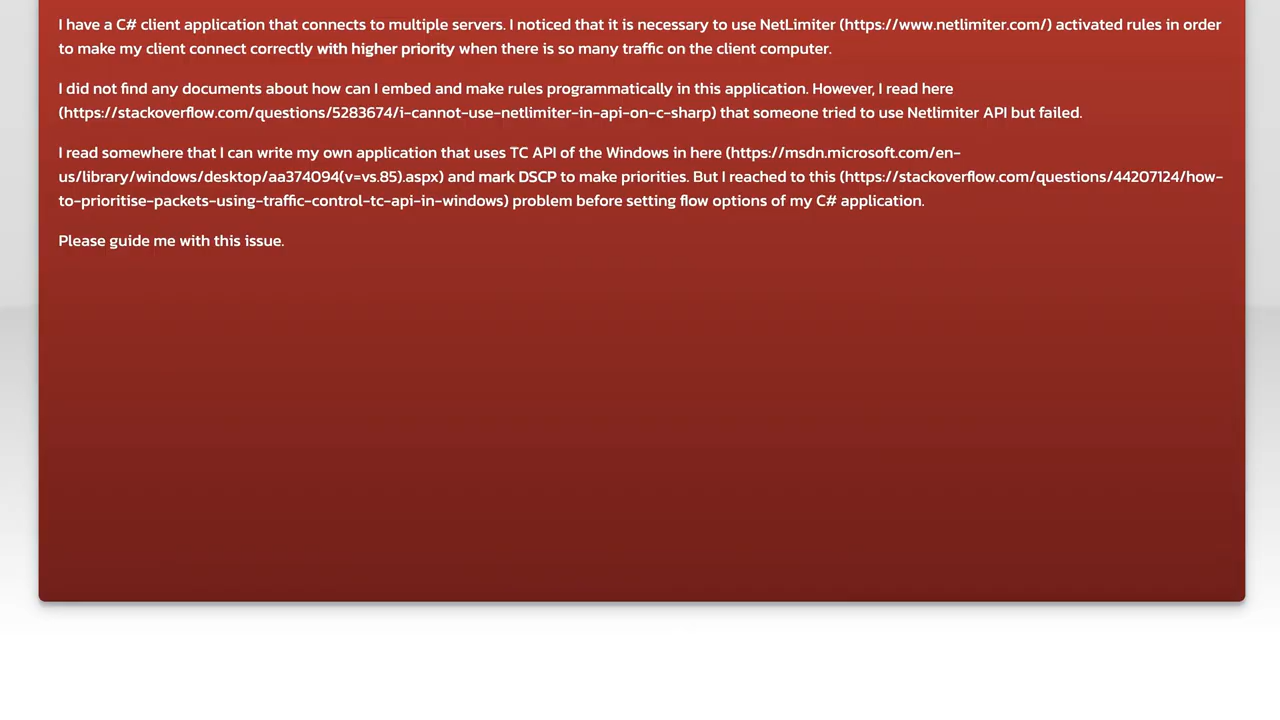 I have a C# client application that connects to multiple servers. I noticed that it is necessary to use NetLimiter (https://www.netlimiter.com/) activated rules in order
to make my client connect correctly with higher priority when there is so many traffic on the client computer.
I did not find any documents about how can I embed and make rules programmatically in this application. However, I read here
(https://stackoverflow.com/questions/5283674/i-cannot-use-netlimiter-in-api-on-c-sharp) that someone tried to use Netlimiter API but failed.
I read somewhere that I can write my own application that uses TC API of the Windows in here (https://msdn.microsoft.com/en-
us/library/windows/desktop/aa374094(v=vs.85).aspx) and mark DSCP to make priorities. But I reached to this (https://stackoverflow.com/questions/44207124/how-
to-prioritise-packets-using-traffic-control-tc-api-in-windows) problem before setting flow options of my C# application.
Please guide me with this issue.